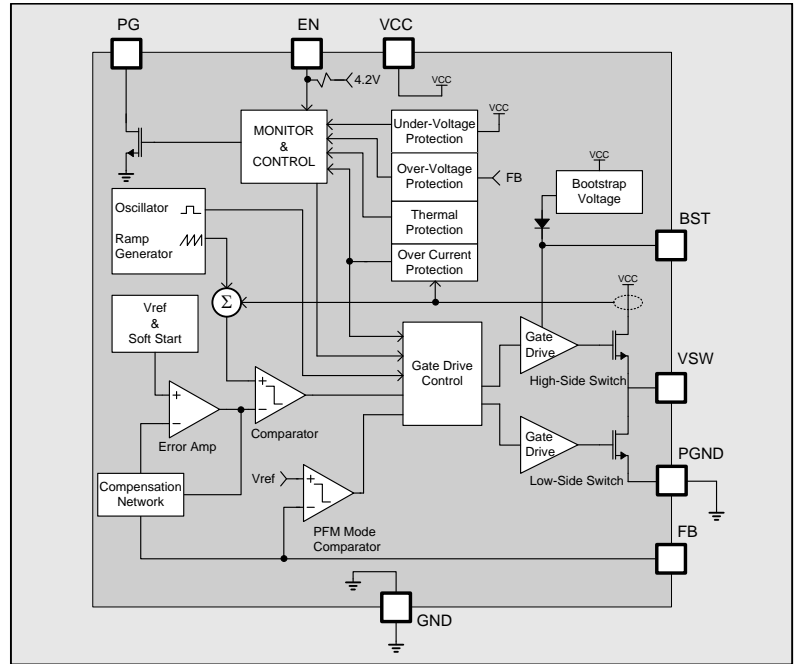 PG
EN
VCC
4.2V
VCC
MONITOR
&
CONTROL
Under-Voltage
Protection
VCC
Over-Voltage
Protection
FB
Thermal
Protection
Over Current
Protection
VCC
Bootstrap
Voltage
BST
Oscillator
Ramp
Generator
Σ
VCC
Vref
&
Soft Start
Gate Drive
Control
Gate
Drive
High-Side Switch
VSW
+
−
Error Amp
+
−
Comparator
Gate
Drive
Low-Side Switch
PGND
Compensation
Network
Vref
+
−
PFM Mode
Comparator
FB
GND